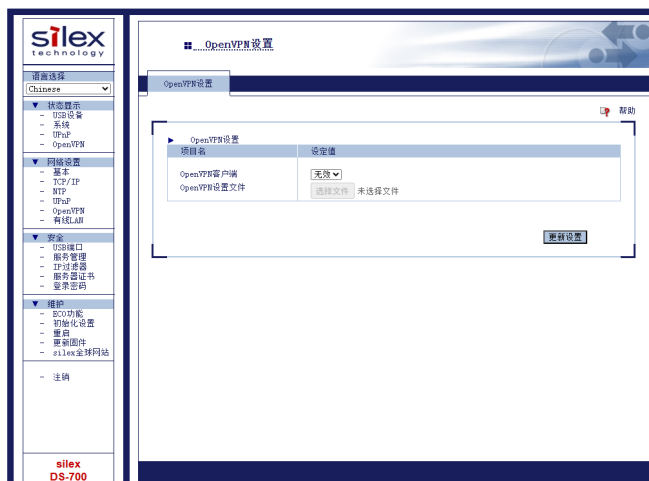 silex
technology
语言选择
Chinese
▼ 状态显示
- USB设备
- 系统
- UPnP
- OpenVPN
▼ 网络设置
- 基本
- TCP/IP
- NTP
- UPnP
- OpenVPN
- 有线LAN
▼ 安全
- USB端口
- 服务管理
- IP过滤器
- 服务器证书
- 登录密码
▼ 维护
- ECO功能
- 初始化设置
- 重启
- 更新固件
- silex全球网站
- 注销
silex
DS-700
OpenVPN设置
OpenVPN设置
帮助
▶ OpenVPN设置
项目名 设定值
OpenVPN客户端 无效
OpenVPN设置文件 选择文件 未选择文件
更新设置